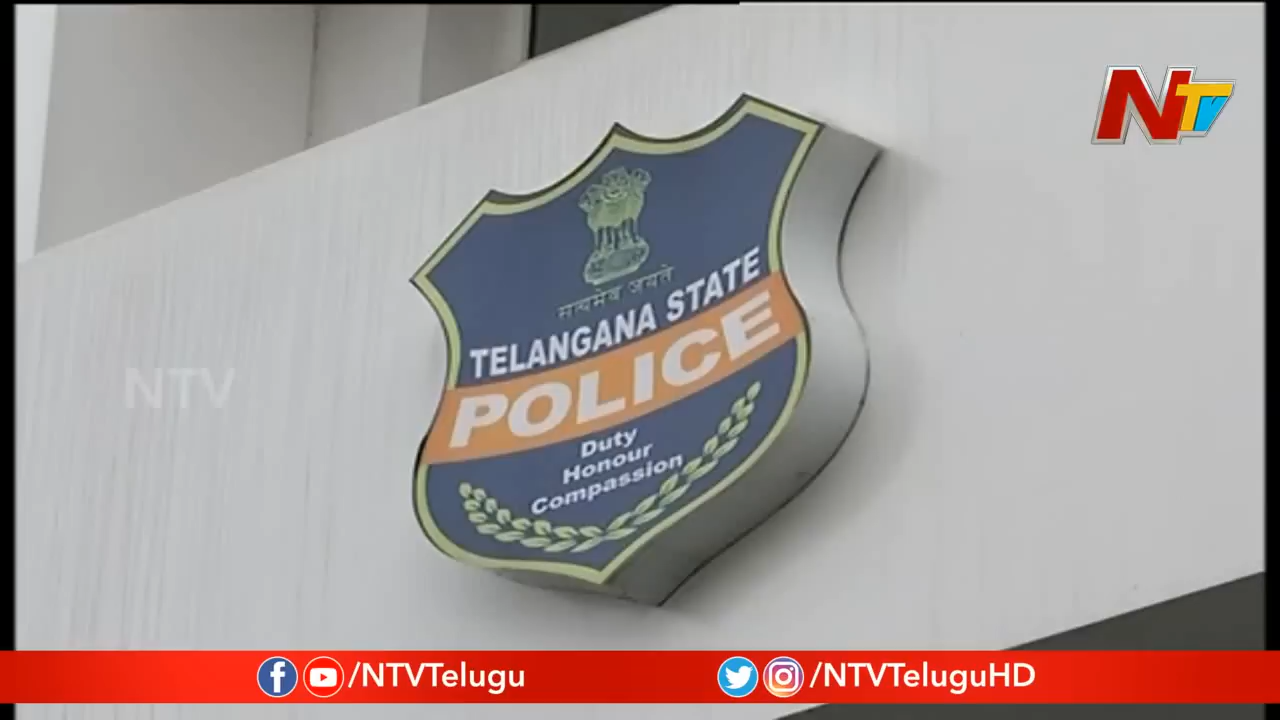 NTV
सत्यमेव जयते
TELANGANA STATE
POLICE
Duty
Honour
Compassion
NTV
/NTVTelugu
/NTVTeluguHD